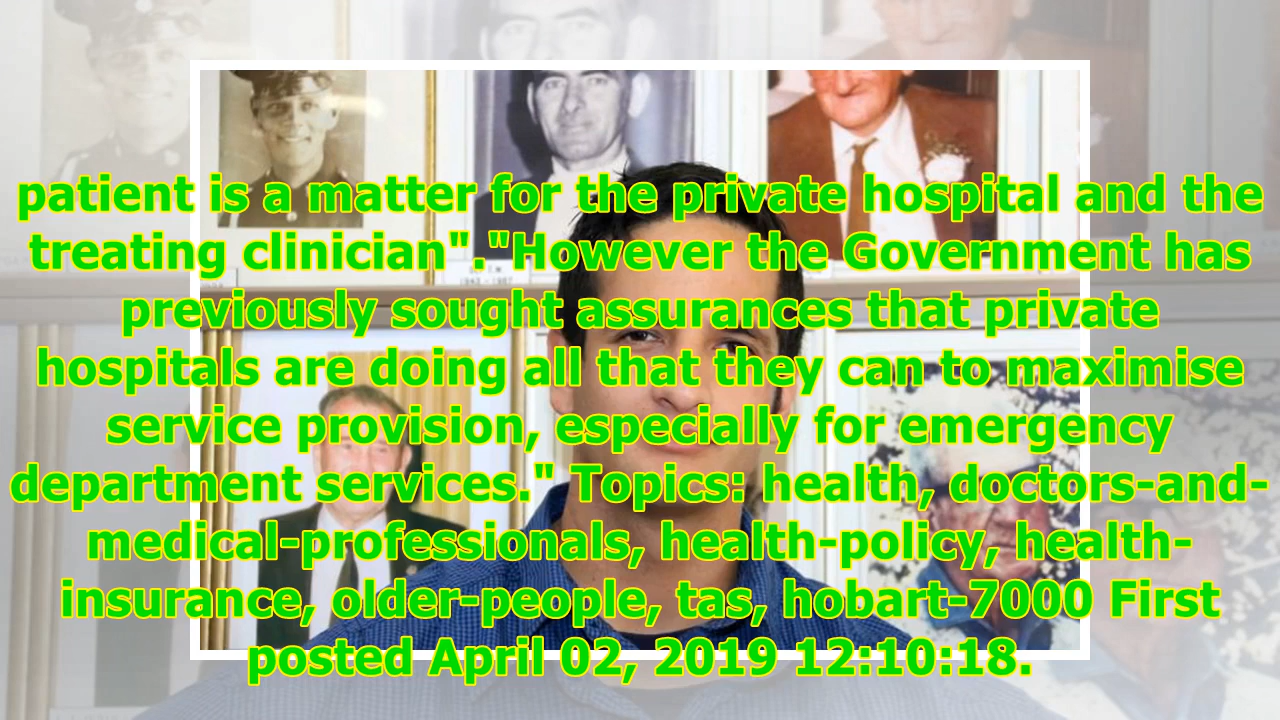 patient is a matter for the private hospital and the
treating clinician"."However the Government has
previously sought assurances that private
hospitals are doing all that they can to maximise
service provision, especially for emergency
department services." Topics: health, doctors-and-
medical-professionals, health-policy, health-
insurance, older-people, tas, hobart-7000 First
posted April 02, 2019 12:10:18.